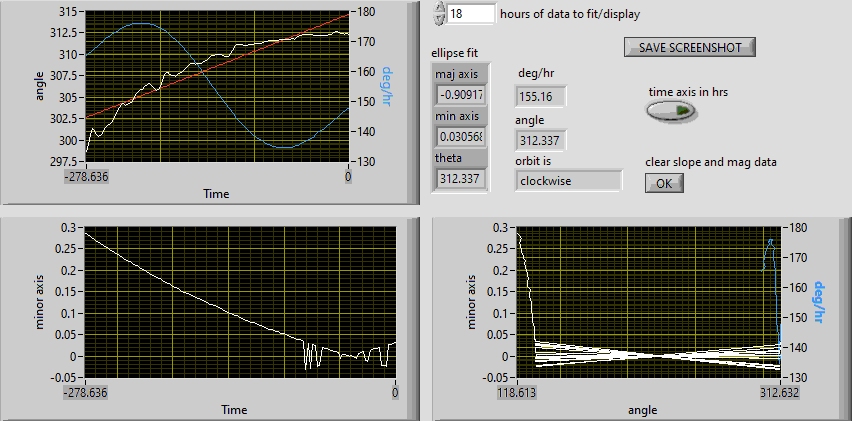 315
312.5
310
307.5
305
302.5
300
297.5
angle
180
170
160
150
140
130
deg/hr
-278.636
0
Time
18 hours of data to fit/display
SAVE SCREENSHOT
ellipse fit
maj axis
-0.90917
min axis
0.030568
theta
312.337
deg/hr
155.16
angle
312.337
orbit is
clockwise
time axis in hrs
clear slope and mag data
OK
0.3
0.25
0.2
0.15
0.1
0.05
0
-0.05
minor axis
-278.636
0
Time
0.3
0.25
0.2
0.15
0.1
0.05
0
-0.05
minor axis
180
170
160
150
140
130
deg/hr
118.613
312.632
angle